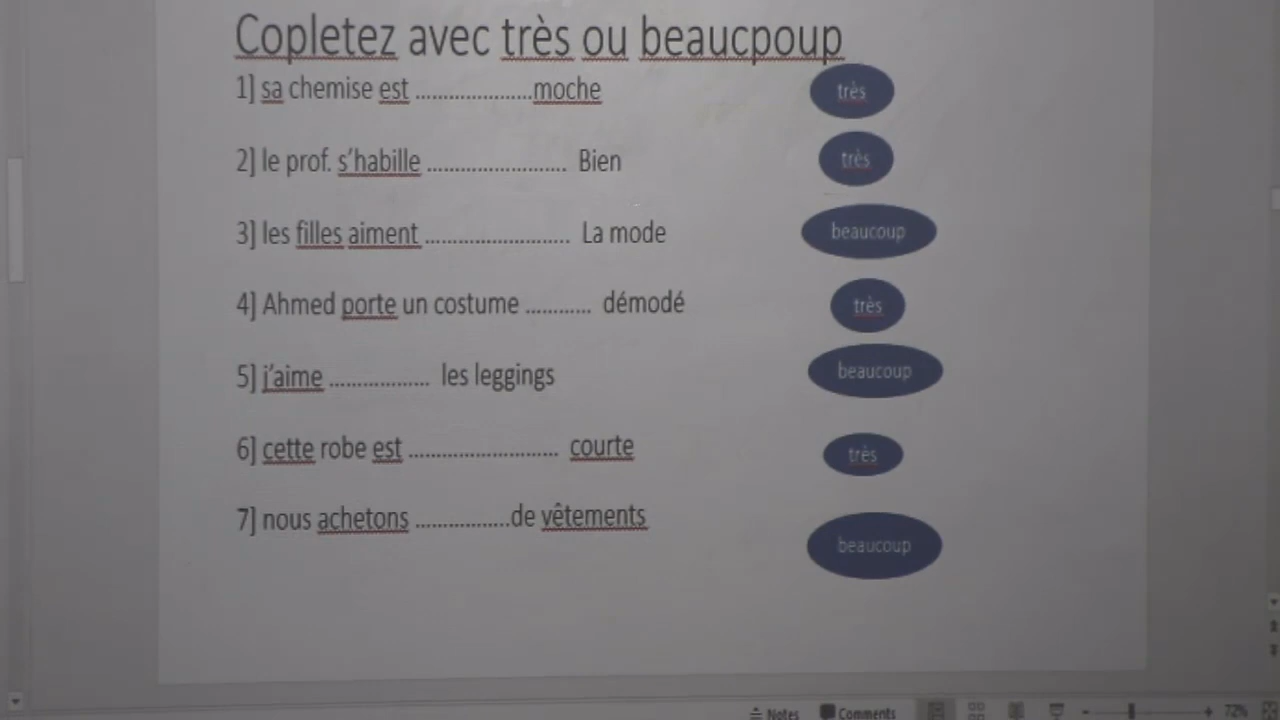 Copletez avec très ou beaucpoup
1] sa chemise est .....................moche très
2] le prof. s'habille ......................... Bien très
3] les filles aiment .......................... La mode beaucoup
4] Ahmed porte un costume ............ démodé très
5] j'aime .................. les leggings beaucoup
6] cette robe est ........................... courte très
7] nous achetons .................de vêtements
beaucoup
Notes Comments 72%